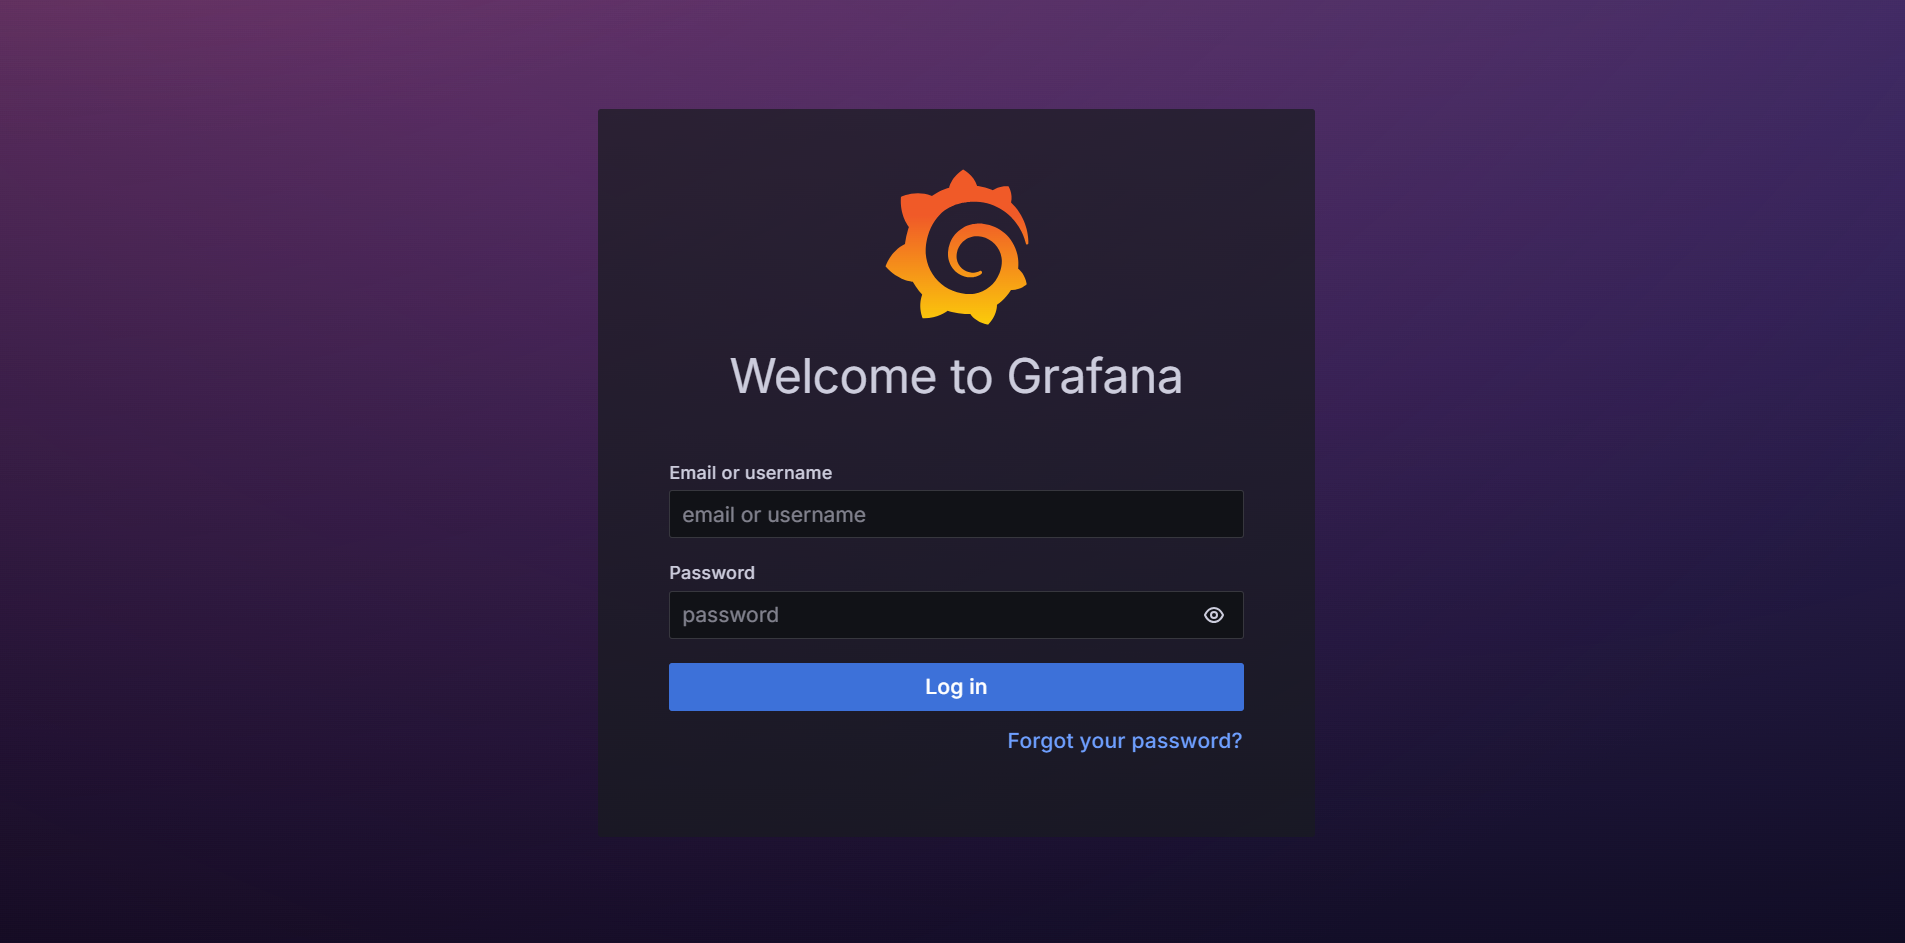 Welcome to Grafana
Email or username
email or username
Password
password
Log in
Forgot your password?